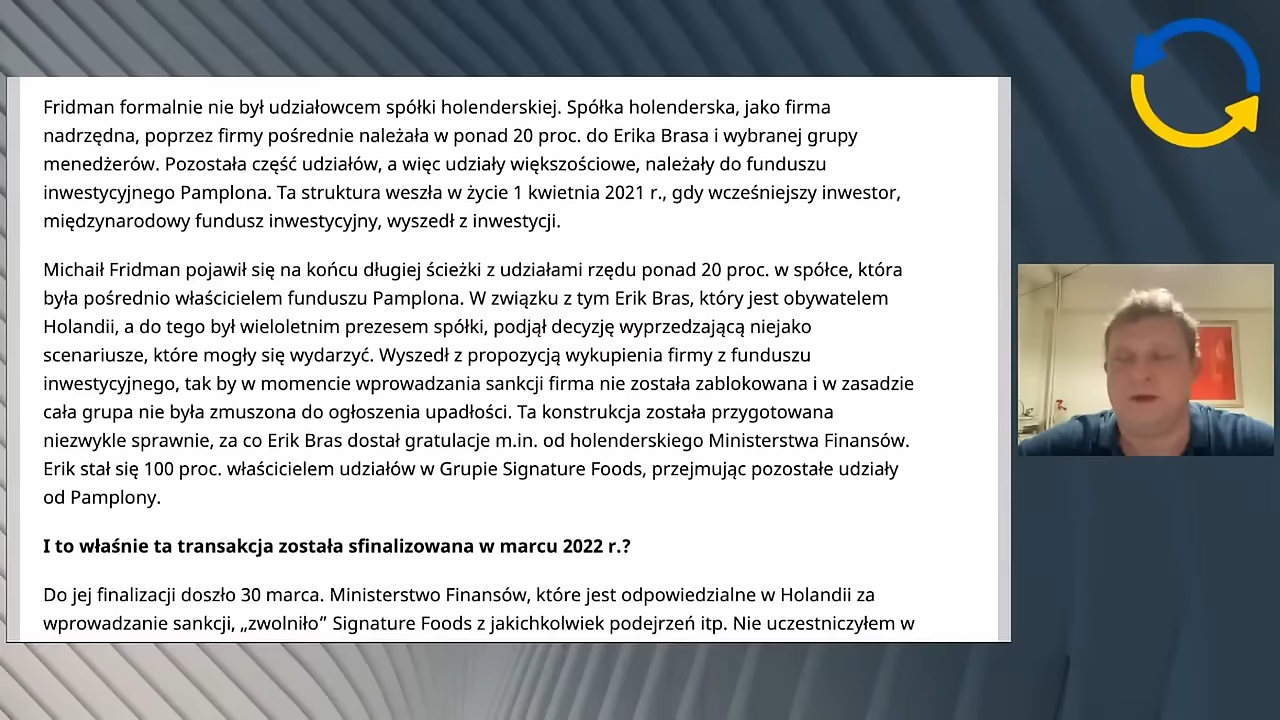 Fridman formalnie nie był udziałowcem spółki holenderskiej. Spółka holenderska, jako firma
nadrzędna, poprzez firmy pośrednie należała w ponad 20 proc. do Erika Brasa i wybranej grupy
menedżerów. Pozostała część udziałów, a więc udziały większościowe, należały do funduszu
inwestycyjnego Pamplona. Ta struktura weszła w życie 1 kwietnia 2021 r., gdy wcześniejszy inwestor,
międzynarodowy fundusz inwestycyjny, wyszedł z inwestycji.
Michaił Fridman pojawił się na końcu długiej ścieżki z udziałami rzędu ponad 20 proc. w spółce, która
była pośrednio właścicielem funduszu Pamplona. W związku z tym Erik Bras, który jest obywatelem
Holandii, a do tego był wieloletnim prezesem spółki, podjął decyzję wyprzedzającą niejako
scenariusze, które mogły się wydarzyć. Wyszedł z propozycją wykupienia firmy z funduszu
inwestycyjnego, tak by w momencie wprowadzania sankcji firma nie została zablokowana i w zasadzie
cała grupa nie była zmuszona do ogłoszenia upadłości. Ta konstrukcja została przygotowana
niezwykle sprawnie, za co Erik Bras dostał gratulacje m.in. od holenderskiego Ministerstwa Finansów.
Erik stał się 100 proc. właścicielem udziałów w Grupie Signature Foods, przejmując pozostałe udziały
od Pamplony.
I to właśnie ta transakcja została sfinalizowana w marcu 2022 r.?
Do jej finalizacji doszło 30 marca. Ministerstwo Finansów, które jest odpowiedzialne w Holandii za
wprowadzanie sankcji, „zwolniło” Signature Foods z jakichkolwiek podejrzeń itp. Nie uczestniczyłem w